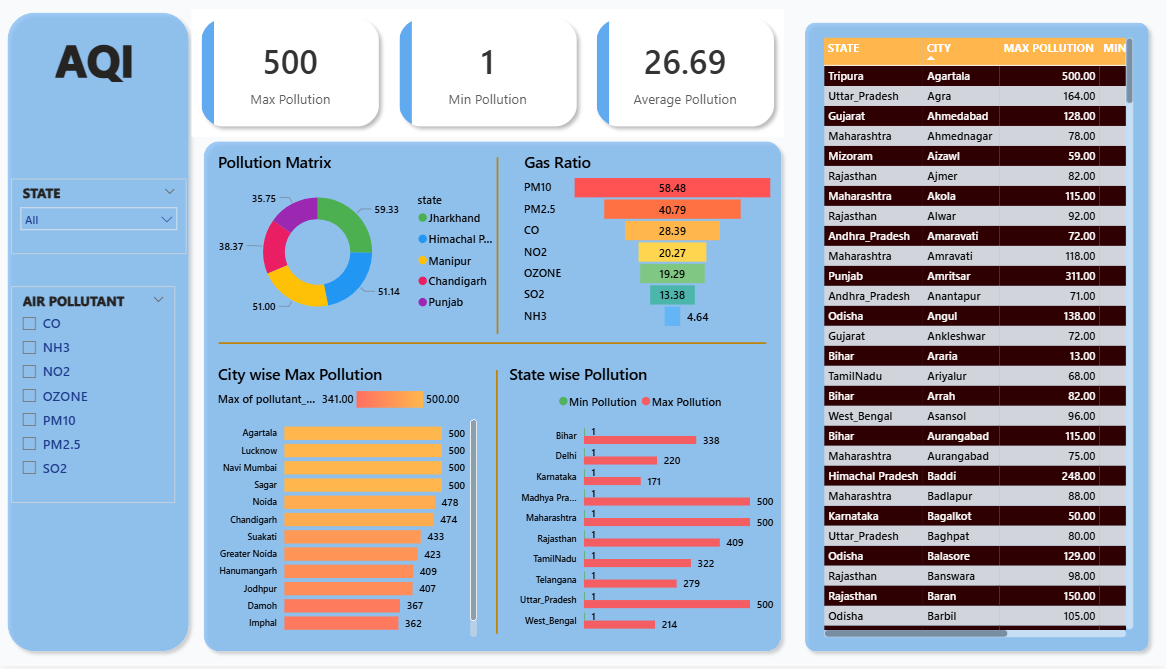 AQI
STATE
All
AIR POLLUTANT
CO
NH3
NO2
OZONE
PM10
PM2.5
SO2
500
Max Pollution
1
Min Pollution
26.69
Average Pollution
Pollution Matrix
35.75
59.33
38.37
51.14
51.00
state
Jharkhand
Himachal P...
Manipur
Chandigarh
Punjab
Gas Ratio
PM10 58.48
PM2.5 40.79
CO 28.39
NO2 20.27
OZONE 19.29
SO2 13.38
NH3 4.64
City wise Max Pollution
Max of pollutant_... 341.00 500.00
Agartala 500
Lucknow 500
Navi Mumbai 500
Sagar 500
Noida 478
Chandigarh 474
Suakati 433
Greater Noida 423
Hanumangarh 409
Jodhpur 407
Damoh 367
Imphal 362
State wise Pollution
Min Pollution Max Pollution
Bihar 1 338
Delhi 1 220
Karnataka 1 171
Madhya Pra... 1 500
Maharashtra 1 500
Rajasthan 1 409
TamilNadu 1 322
Telangana 1 279
Uttar_Pradesh 1 500
West_Bengal 1 214
STATE CITY MAX POLLUTION MIN
Tripura Agartala 500.00
Uttar_Pradesh Agra 164.00
Gujarat Ahmedabad 128.00
Maharashtra Ahmednagar 78.00
Mizoram Aizawl 59.00
Rajasthan Ajmer 82.00
Maharashtra Akola 115.00
Rajasthan Alwar 92.00
Andhra_Pradesh Amaravati 72.00
Maharashtra Amravati 118.00
Punjab Amritsar 311.00
Andhra_Pradesh Anantapur 71.00
Odisha Angul 138.00
Gujarat Ankleshwar 72.00
Bihar Araria 13.00
TamilNadu Ariyalur 68.00
Bihar Arrah 82.00
West_Bengal Asansol 96.00
Bihar Aurangabad 115.00
Maharashtra Aurangabad 75.00
Himachal Pradesh Baddi 248.00
Maharashtra Badlapur 88.00
Karnataka Bagalkot 50.00
Uttar_Pradesh Baghpat 80.00
Odisha Balasore 129.00
Rajasthan Banswara 98.00
Rajasthan Baran 150.00
Odisha Barbil 105.00